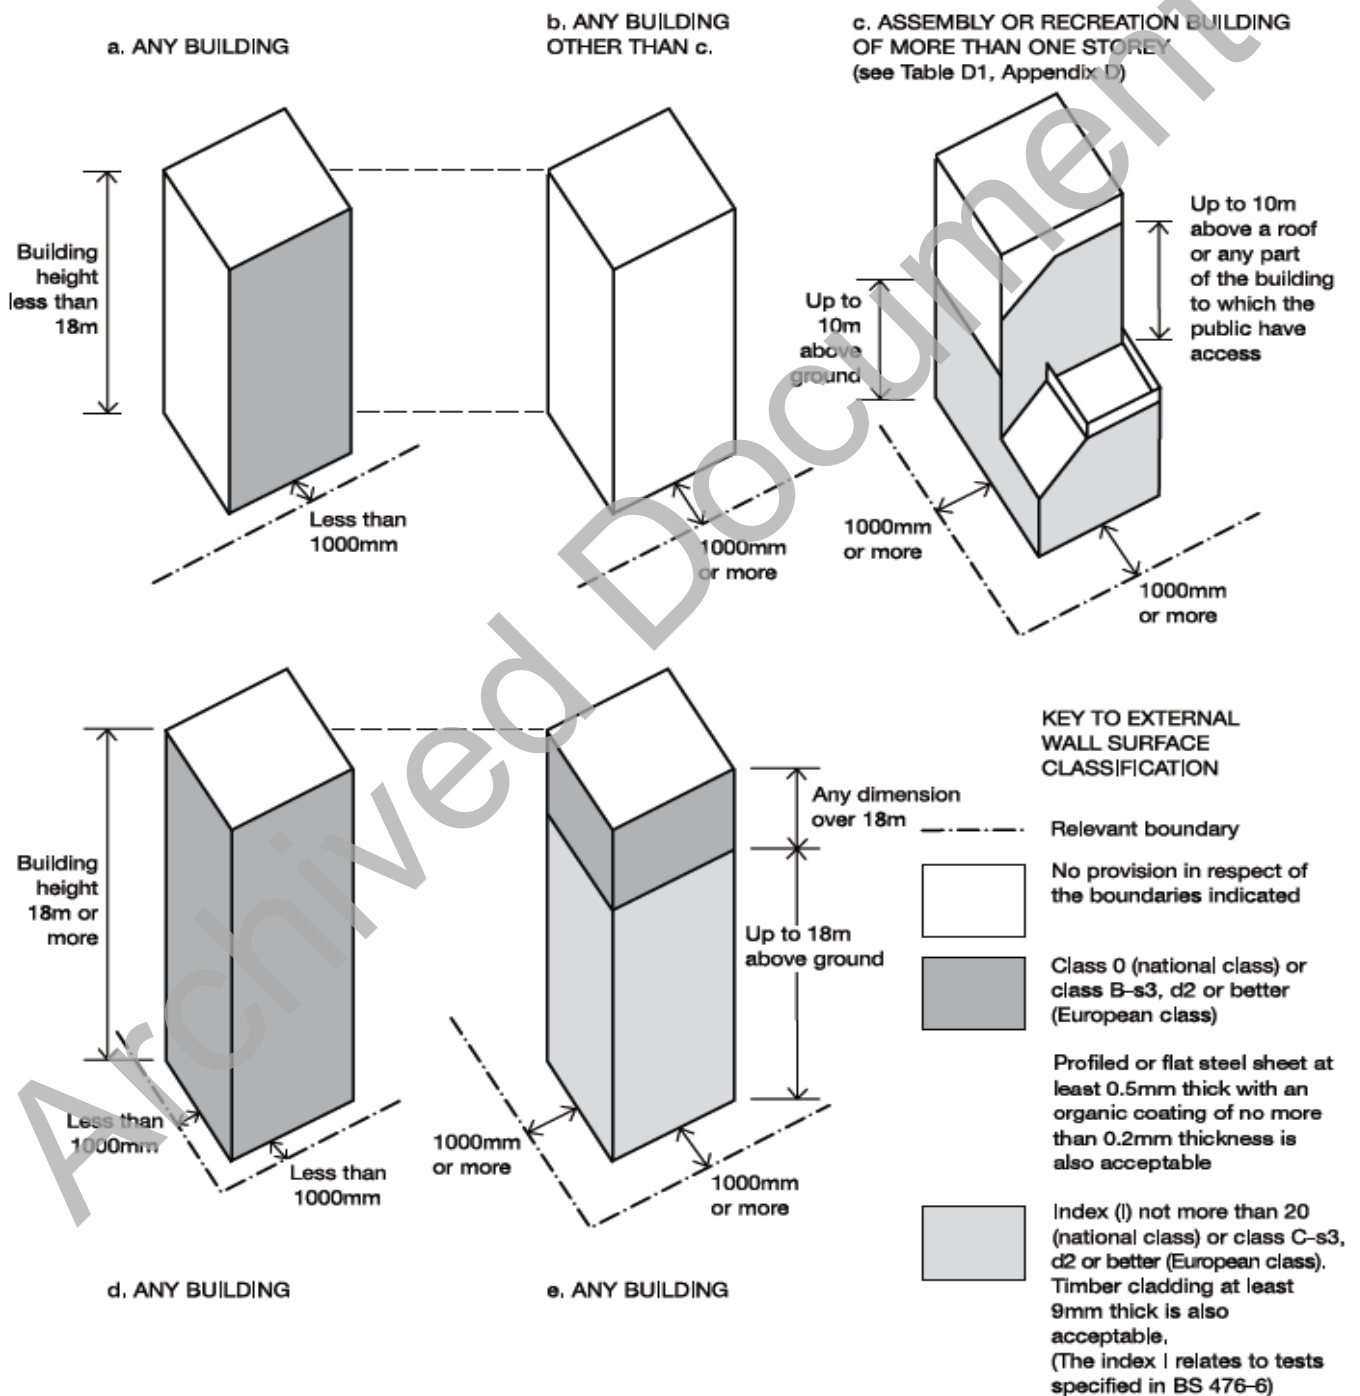 a. ANY BUILDING
b. ANY BUILDING
OTHER THAN c.
c. ASSEMBLY OR RECREATION BUILDING
OF MORE THAN ONE STOREY
(see Table D1, Appendix D)
Building
height
less than
18m
Less than
1000mm
1000mm
or more
Up to
10m
above
ground
Up to 10m
above a roof
or any part
of the building
to which the
public have
access
1000mm
or more
1000mm
or more
Building
height
18m or
more
Less than
1000mm
Less than
1000mm
d. ANY BUILDING
Any dimension
over 18m
Up to 18m
above ground
1000mm
or more
1000mm
or more
e. ANY BUILDING
KEY TO EXTERNAL
WALL SURFACE
CLASSIFICATION
Relevant boundary
No provision in respect of
the boundaries indicated
Class 0 (national class) or
class B-s3, d2 or better
(European class)
Profiled or flat steel sheet at
least 0.5mm thick with an
organic coating of no more
than 0.2mm thickness is
also acceptable
Index (I) not more than 20
(national class) or class C-s3,
d2 or better (European class).
Timber cladding at least
9mm thick is also
acceptable.
(The index I relates to tests
specified in BS 476-6)
Archived Document